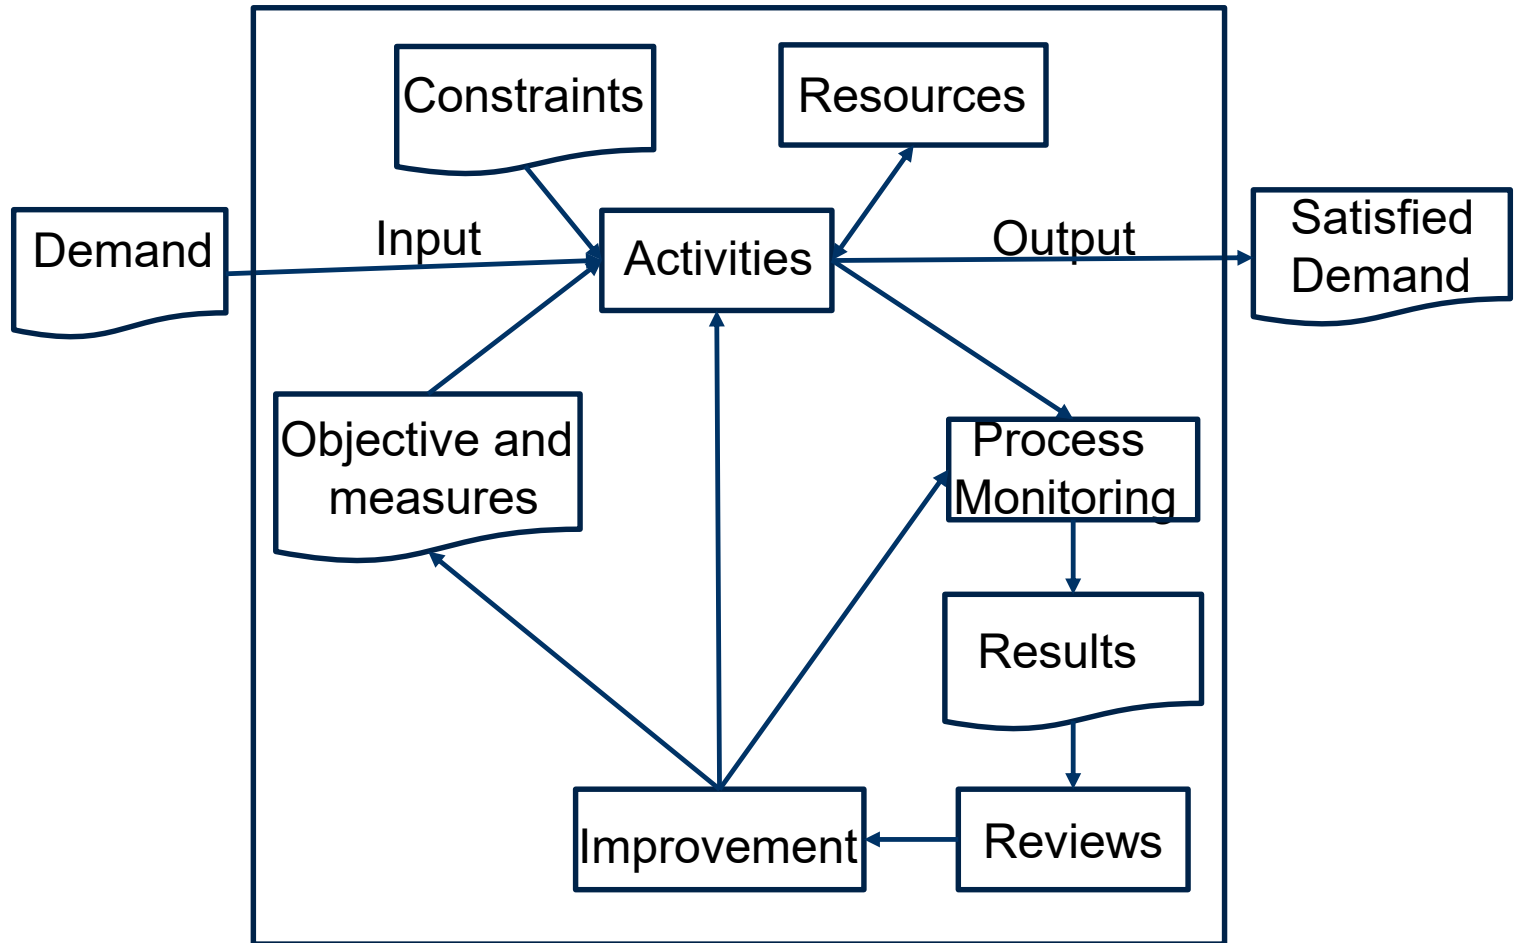 Constraints
Resources
Demand
Input
Activities
Output
Satisfied
Demand
Objective and
measures
Process
Monitoring
Results
Improvement
Reviews